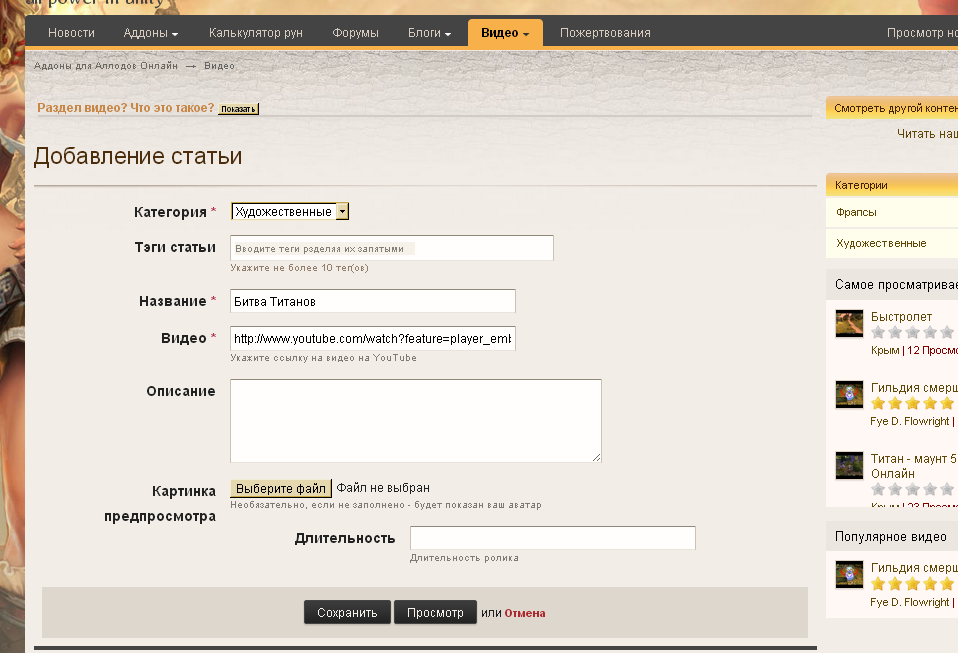 all power in unity
Новости Аддоны Калькулятор рун Форумы Блоги Видео Пожертвования Просмотр но
Аддоны для Аллодов Онлайн → Видео
Раздел видео? Что это такое? Показать
Смотреть другой контен
Читать наш
Добавление статьи
Категории
Фрапсы
Художественные
Категория * Художественные
Тэги статьи Вводите теги рзделяя их запятыми
Укажите не более 10 тег(ов)
Название * Битва Титанов
Видео * http://www.youtube.com/watch?feature=player_emb
Укажите ссылку на видео на YouTube
Описание
Картинка предпросмотра Выберите файл Файл не выбран
Необязательно, если не заполнено - будет показан ваш аватар
Длительность
Длительность ролика
Сохранить Просмотр или Отмена
Самое просматривае
Быстролет
Крым | 12 Просмо
Гильдия смерш
Fye D. Flowright |
Титан - маунт 5
Онлайн
Крым | 23 Просмо
Популярное видео
Гильдия смерш
Fye D. Flowright |